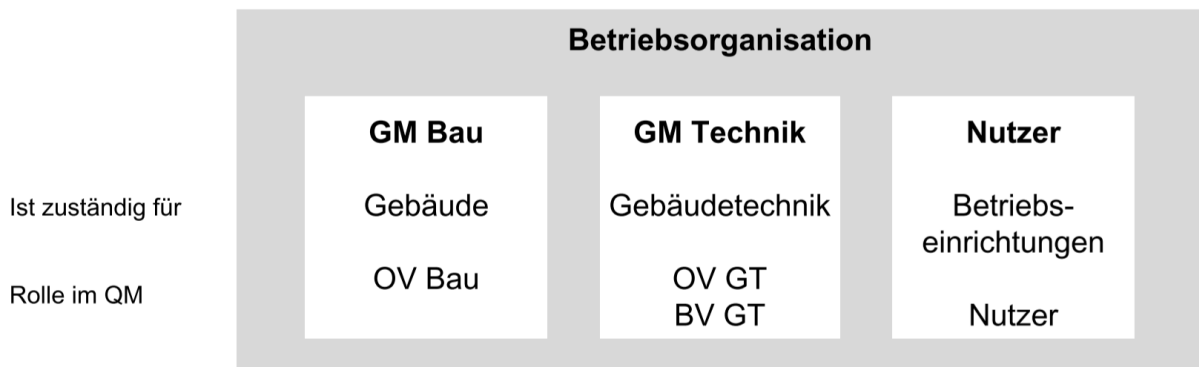 Betriebsorganisation
GM Bau
GM Technik
Nutzer
Ist zuständig für
Gebäude
Gebäudetechnik
Betriebs-
einrichtungen
Rolle im QM
OV Bau
OV GT
BV GT
Nutzer